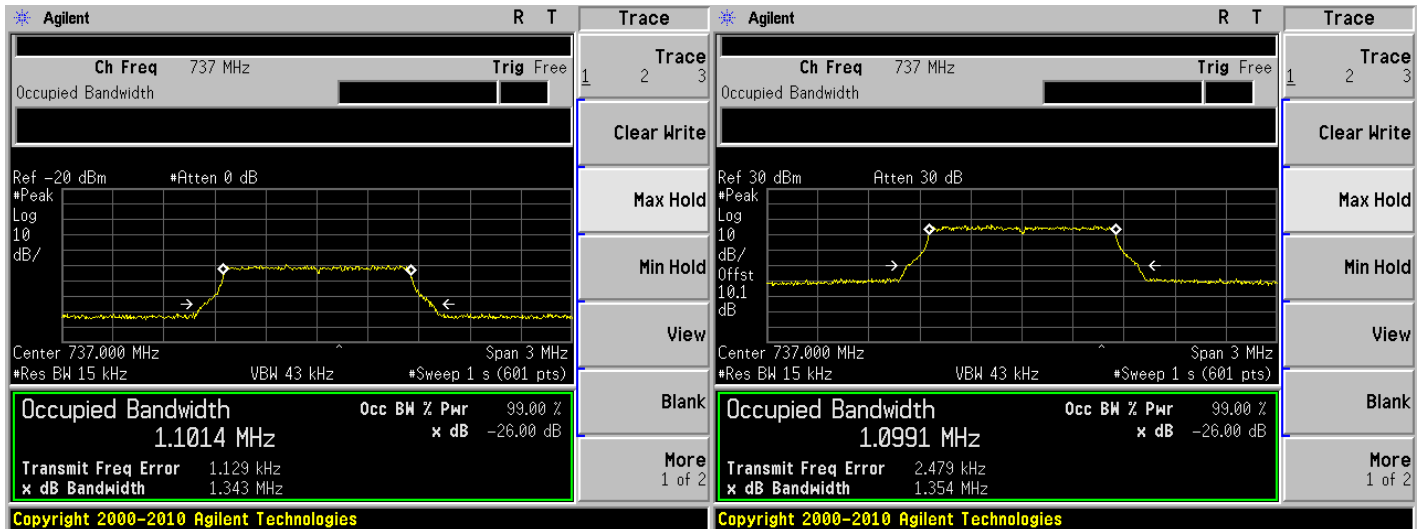 Agilent R T Trace
Ch Freq 737 MHz Trig Free
Occupied Bandwidth
Trace
1 2 3
Clear Write
Ref -20 dBm #Atten 0 dB
#Peak
Log
10
dB/
Max Hold
Min Hold
View
Center 737.000 MHz Span 3 MHz
#Res BW 15 kHz VBW 43 kHz #Sweep 1 s (601 pts)
Occupied Bandwidth Occ BW % Pwr 99.00 %
1.1014 MHz x dB -26.00 dB
Transmit Freq Error 1.129 kHz
x dB Bandwidth 1.343 MHz
Blank
More
1 of 2
Copyright 2000-2010 Agilent Technologies
Agilent R T Trace
Ch Freq 737 MHz Trig Free
Occupied Bandwidth
Trace
1 2 3
Clear Write
Ref 30 dBm Atten 30 dB
#Peak
Log
10
dB/
Offst
10.1
dB
Max Hold
Min Hold
View
Center 737.000 MHz Span 3 MHz
#Res BW 15 kHz VBW 43 kHz #Sweep 1 s (601 pts)
Occupied Bandwidth Occ BW % Pwr 99.00 %
1.0991 MHz x dB -26.00 dB
Transmit Freq Error 2.479 kHz
x dB Bandwidth 1.354 MHz
Blank
More
1 of 2
Copyright 2000-2010 Agilent Technologies